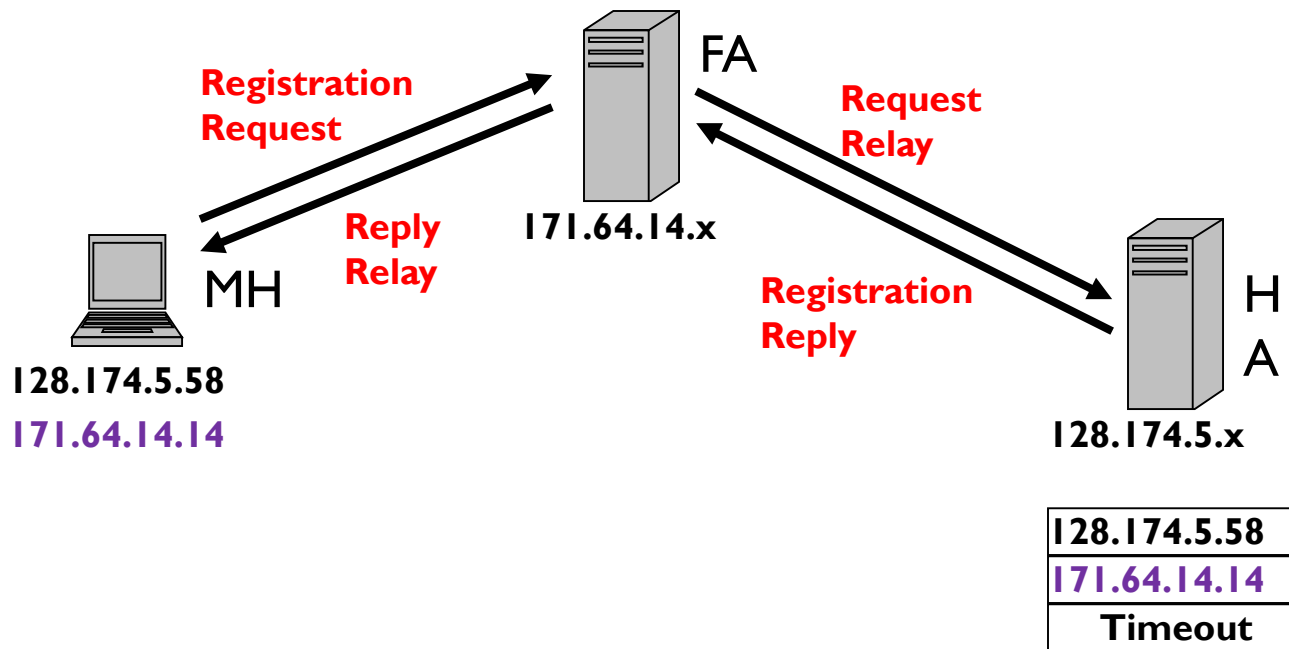 FA
Registration
Request
Request
Relay
171.64.14.x
Reply
Relay
MH
Registration
Reply
H
A
128.174.5.58
171.64.14.14
128.174.5.x
128.174.5.58
171.64.14.14
Timeout